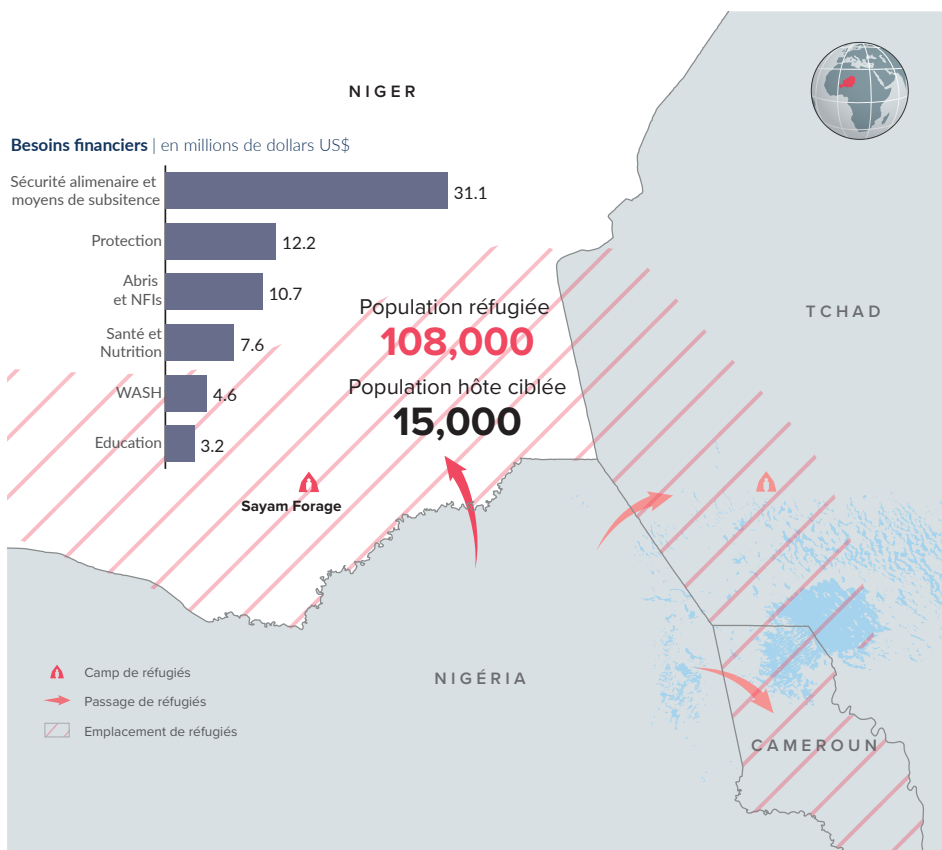 NIGER
Besoins financiers | en millions de dollars US$
Sécurité alimenaire et
moyens de subsitence
31.1
Protection
12.2
Abris
et NFIs
10.7
Santé et
Nutrition
7.6
WASH
4.6
Education
3.2
Population réfugiée
108,000
Population hôte ciblée
15,000
TCHAD
Sayam Forage
NIGÉRIA
CAMEROUN
Camp de réfugiés
Passage de réfugiés
Emplacement de réfugiés